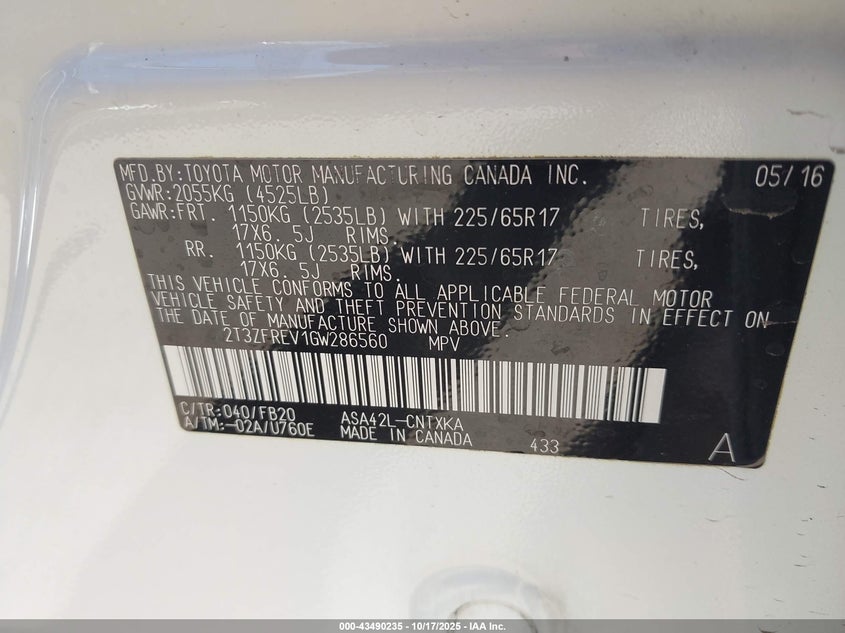 MFD.BY:TOYOTA MOTOR MANUFACTURING CANADA INC. 05/16
GVWR:2055KG (4525LB)
GAWR:FRT. 1150KG (2535LB) WITH 225/65R17 TIRES,
17X6.5J RIMS.
RR. 1150KG (2535LB) WITH 225/65R17 TIRES,
17X6.5J RIMS.
THIS VEHICLE CONFORMS TO ALL APPLICABLE FEDERAL MOTOR
VEHICLE SAFETY AND THEFT PREVENTION STANDARDS IN EFFECT ON
THE DATE OF MANUFACTURE SHOWN ABOVE.
2T3ZFREV1GW286560 MPV
C/TR:040/FB20 ASA42L-CNTXKA
A/TM:-02A/U760E MADE IN CANADA 433 A
000-43490235 - 10/17/2025 - IAA Inc.